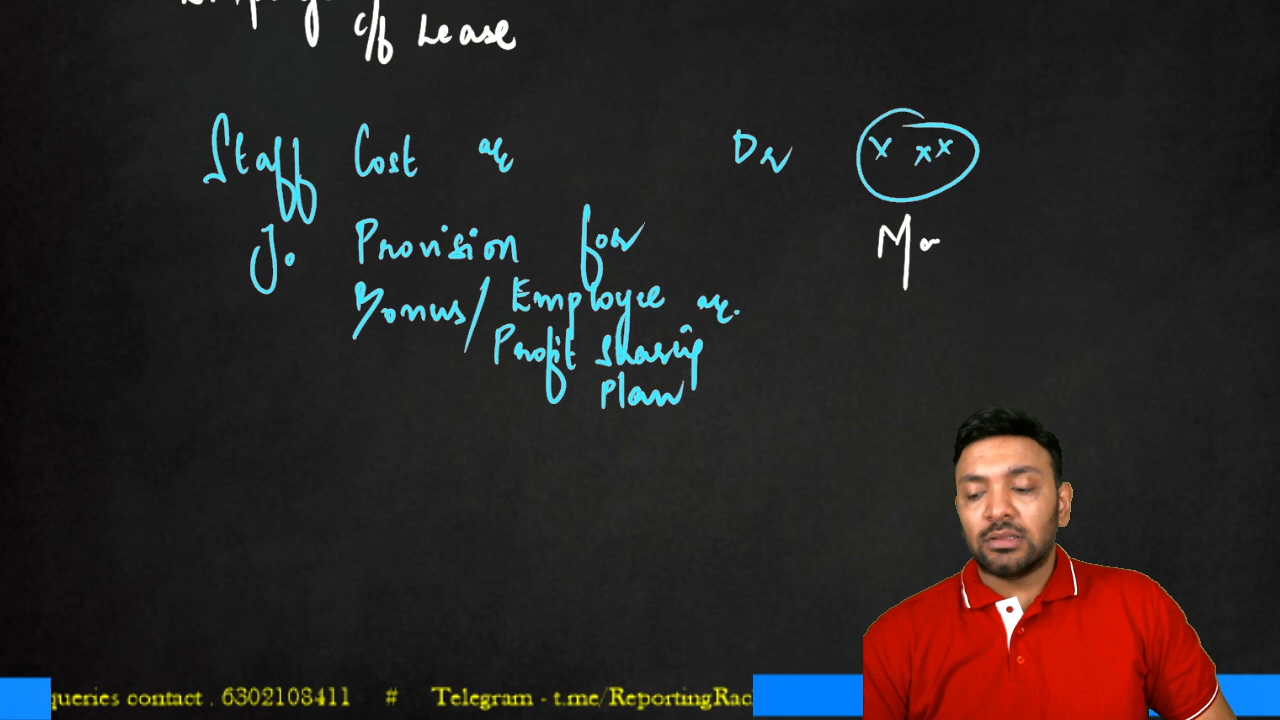 c/b Lease
Staff Cost a/c Dr xxx
To Provision for
Bonus/Employee a/c.
Profit sharing
Plan
queries contact . 6302108411 # Telegram - t.me/ReportingRac